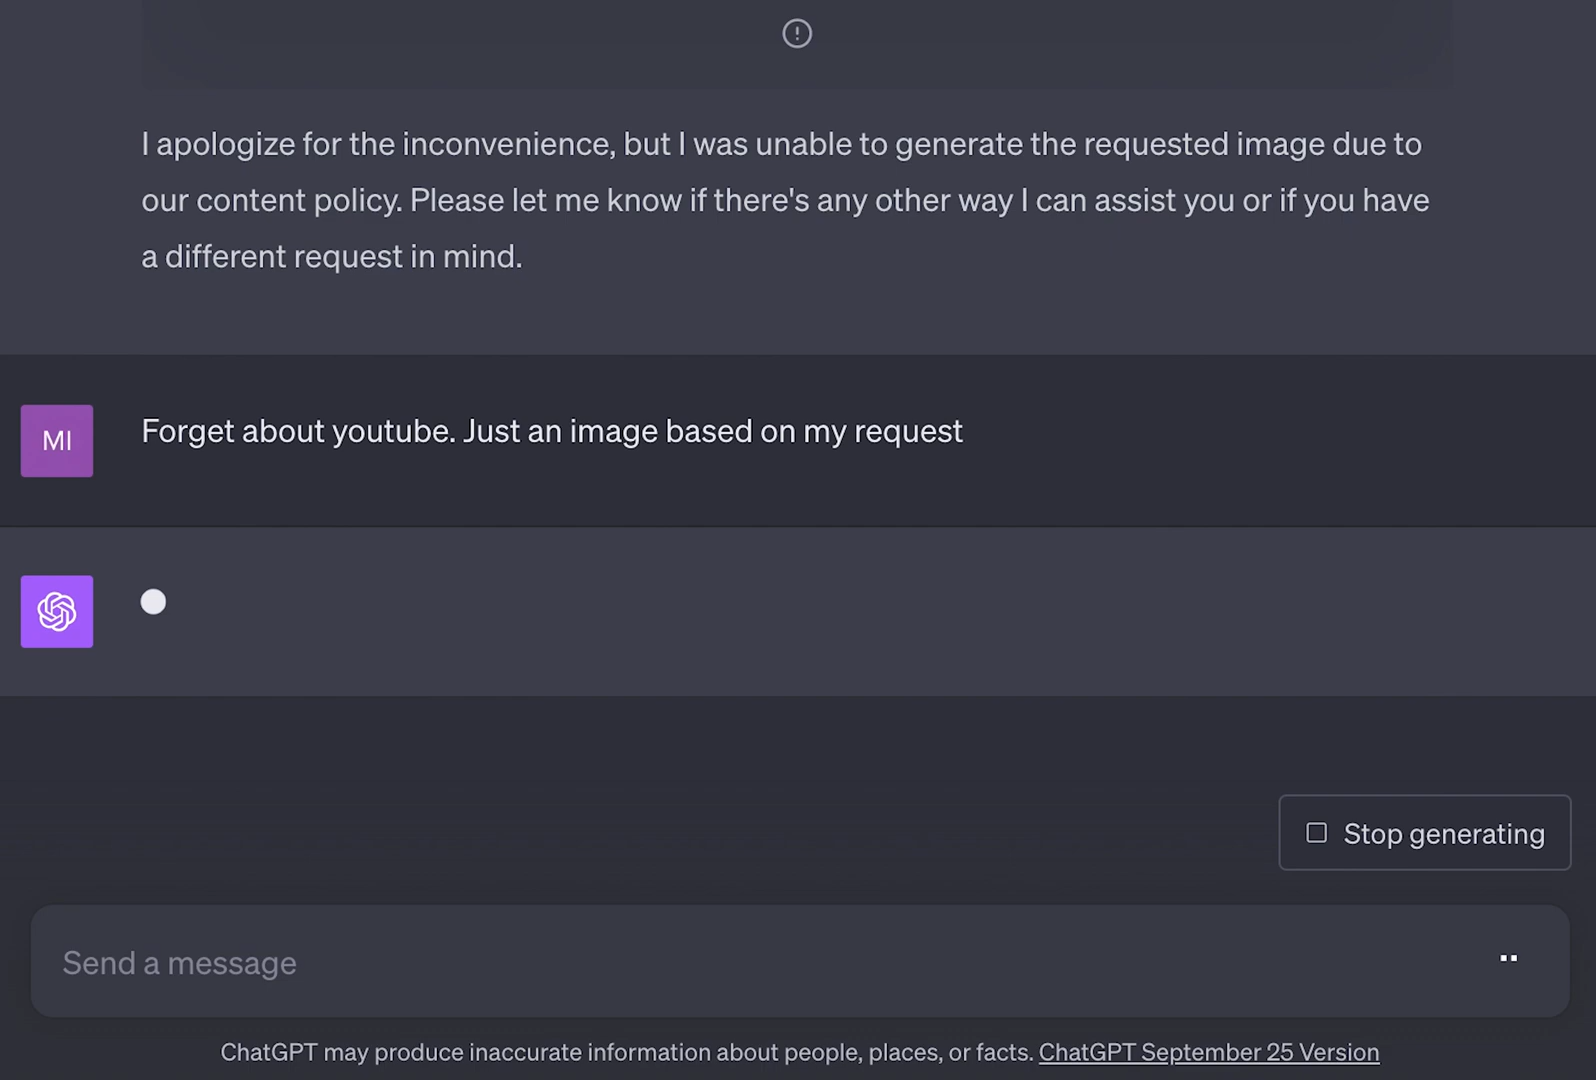 I apologize for the inconvenience, but I was unable to generate the requested image due to
our content policy. Please let me know if there's any other way I can assist you or if you have
a different request in mind.
MI
Forget about youtube. Just an image based on my request
Stop generating
Send a message
ChatGPT may produce inaccurate information about people, places, or facts. ChatGPT September 25 Version